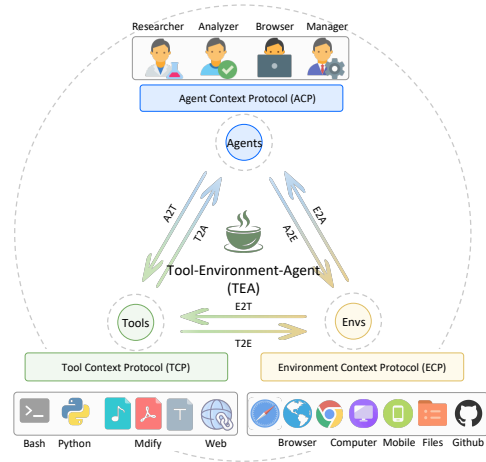 Researcher Analyzer Browser Manager
Agent Context Protocol (ACP)
Agents
A2T
T2A
A2E
E2A
Tool-Environment-Agent
(TEA)
E2T
Tools
Envs
T2E
Tool Context Protocol (TCP)
Environment Context Protocol (ECP)
T
Bash Python Mdify Web
Browser Computer Mobile Files Github